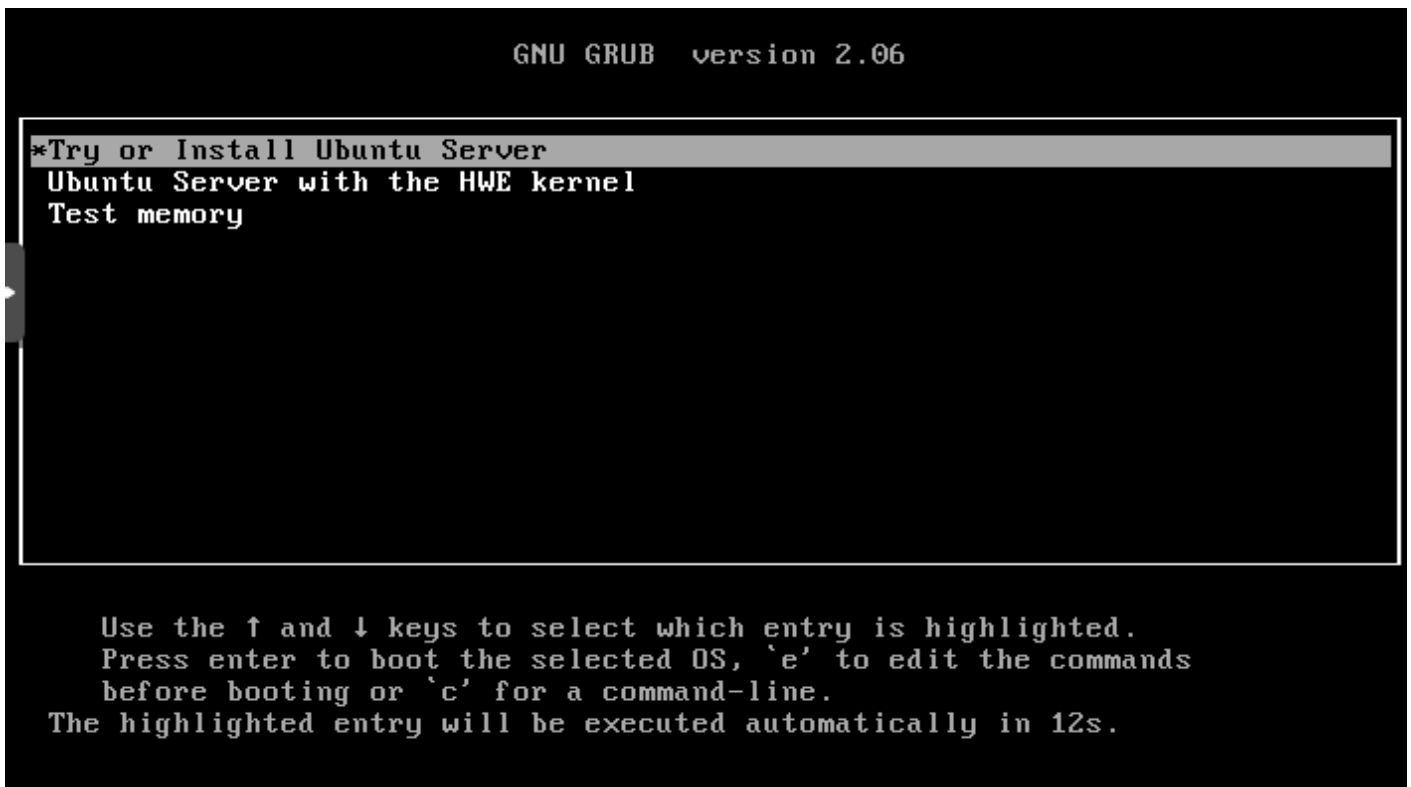 GNU GRUB  version 2.06
*Try or Install Ubuntu Server
Ubuntu Server with the HWE kernel
Test memory
Use the ↑ and ↓ keys to select which entry is highlighted.
Press enter to boot the selected OS, `e' to edit the commands
before booting or `c' for a command-line.
The highlighted entry will be executed automatically in 12s.